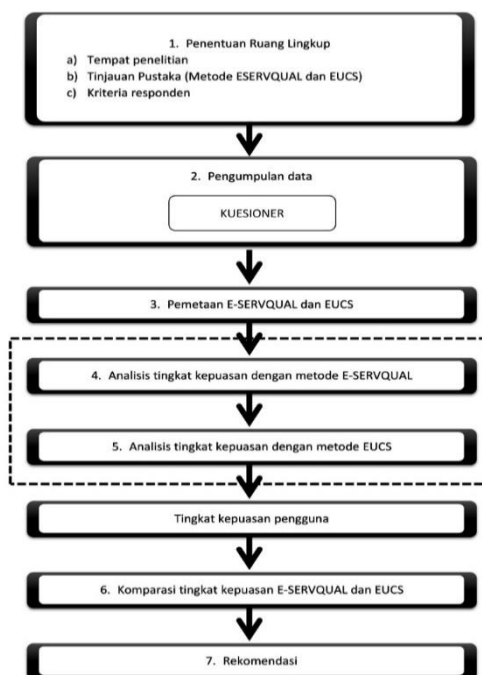 1. Penentuan Ruang Lingkup
a) Tempat penelitian
b) Tinjauan Pustaka (Metode ESERVQUAL dan EUCS)
c) Kriteria responden
2. Pengumpulan data
KUESIONER
3. Pemetaan E-SERVQUAL dan EUCS
4. Analisis tingkat kepuasan dengan metode E-SERVQUAL
5. Analisis tingkat kepuasan dengan metode EUCS
Tingkat kepuasan pengguna
6. Komparasi tingkat kepuasan E-SERVQUAL dan EUCS
7. Rekomendasi